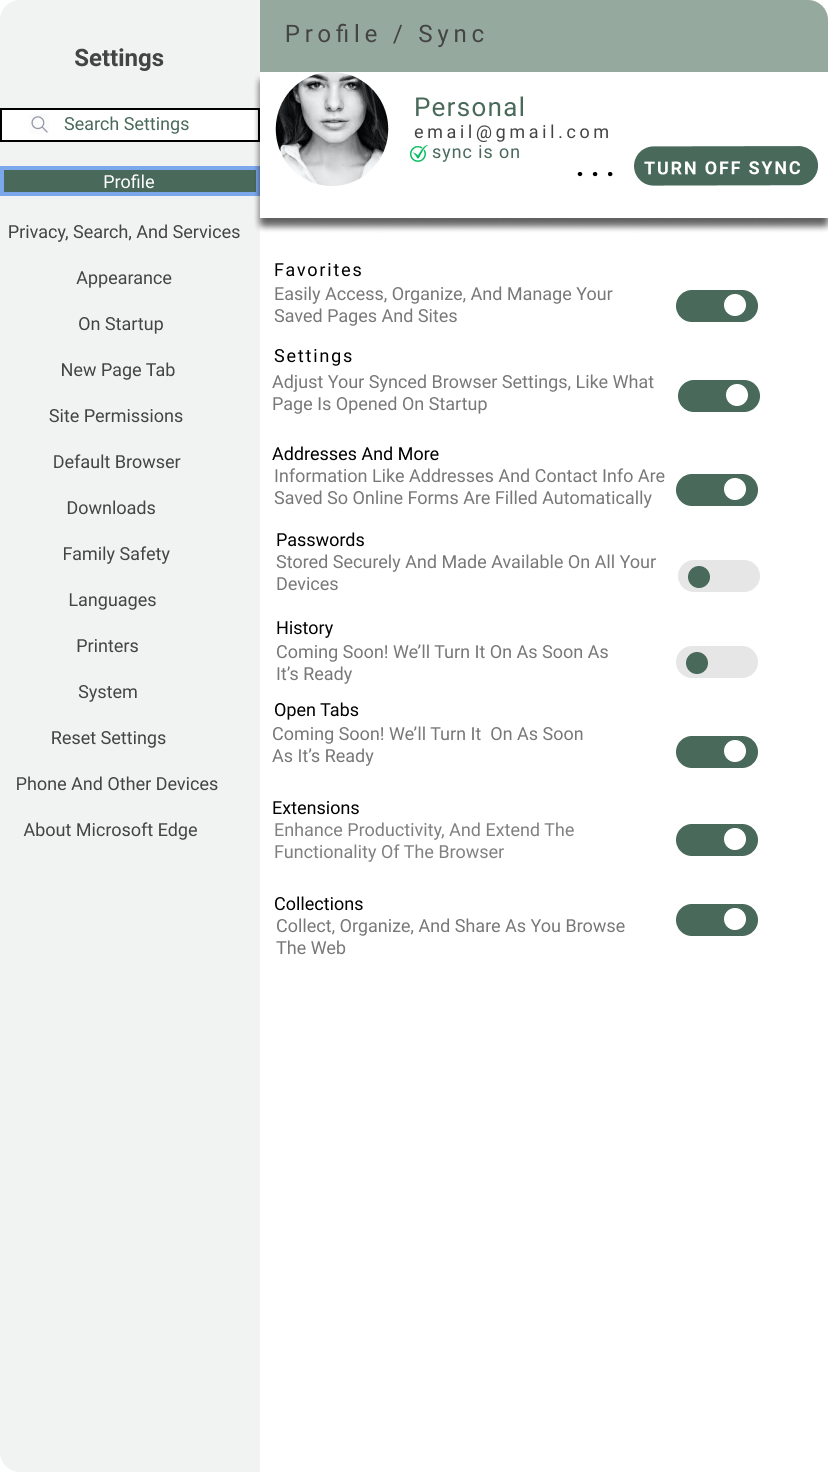 Settings
Search Settings
Profile
Privacy, Search, And Services
Appearance
On Startup
New Page Tab
Site Permissions
Default Browser
Downloads
Family Safety
Languages
Printers
System
Reset Settings
Phone And Other Devices
About Microsoft Edge
Profile / Sync
Personal
email@gmail.com
sync is on
...
TURN OFF SYNC
Favorites
Easily Access, Organize, And Manage Your
Saved Pages And Sites
Settings
Adjust Your Synced Browser Settings, Like What
Page Is Opened On Startup
Addresses And More
Information Like Addresses And Contact Info Are
Saved So Online Forms Are Filled Automatically
Passwords
Stored Securely And Made Available On All Your
Devices
History
Coming Soon! We’ll Turn It On As Soon As
It’s Ready
Open Tabs
Coming Soon! We’ll Turn It  On As Soon
As It’s Ready
Extensions
Enhance Productivity, And Extend The
Functionality Of The Browser
Collections
Collect, Organize, And Share As You Browse
The Web